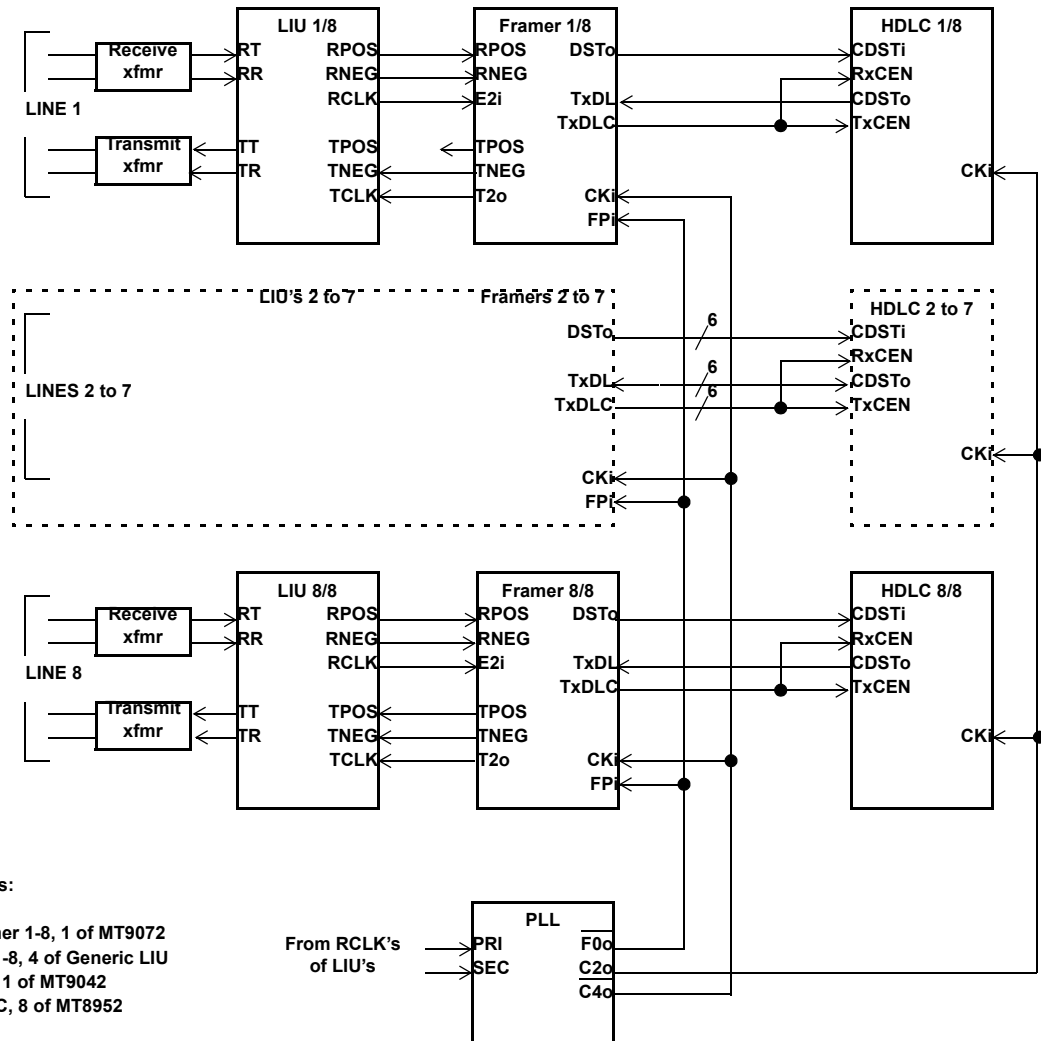 LIU 1/8 Framer 1/8 HDLC 1/8
Receive xfmr
RT RPOS RPOS DSTo CDSTi
RR RNEG RNEG RxCEN
RCLK E2i TxDL CDSTo
LINE 1
TxDLC TxCEN
Transmit xfmr
TT TPOS TPOS
TR TNEG TNEG CKi
TCLK T2o CKi
FPi
LIU's 2 to 7 Framers 2 to 7 HDLC 2 to 7
DSTo 6 CDSTi
RxCEN
LINES 2 to 7
TxDL 6 CDSTo
TxDLC 6 TxCEN
CKi
CKi
FPi
LIU 8/8 Framer 8/8 HDLC 8/8
Receive xfmr
RT RPOS RPOS DSTo CDSTi
RR RNEG RNEG RxCEN
RCLK E2i TxDL CDSTo
LINE 8
TxDLC TxCEN
Transmit xfmr
TT TPOS TPOS
TR TNEG TNEG CKi
TCLK T2o CKi
FPi
s:
er 1-8, 1 of MT9072
-8, 4 of Generic LIU
1 of MT9042
C, 8 of MT8952
From RCLK's
of LIU's
PLL
PRI F0o
SEC C2o
C4o